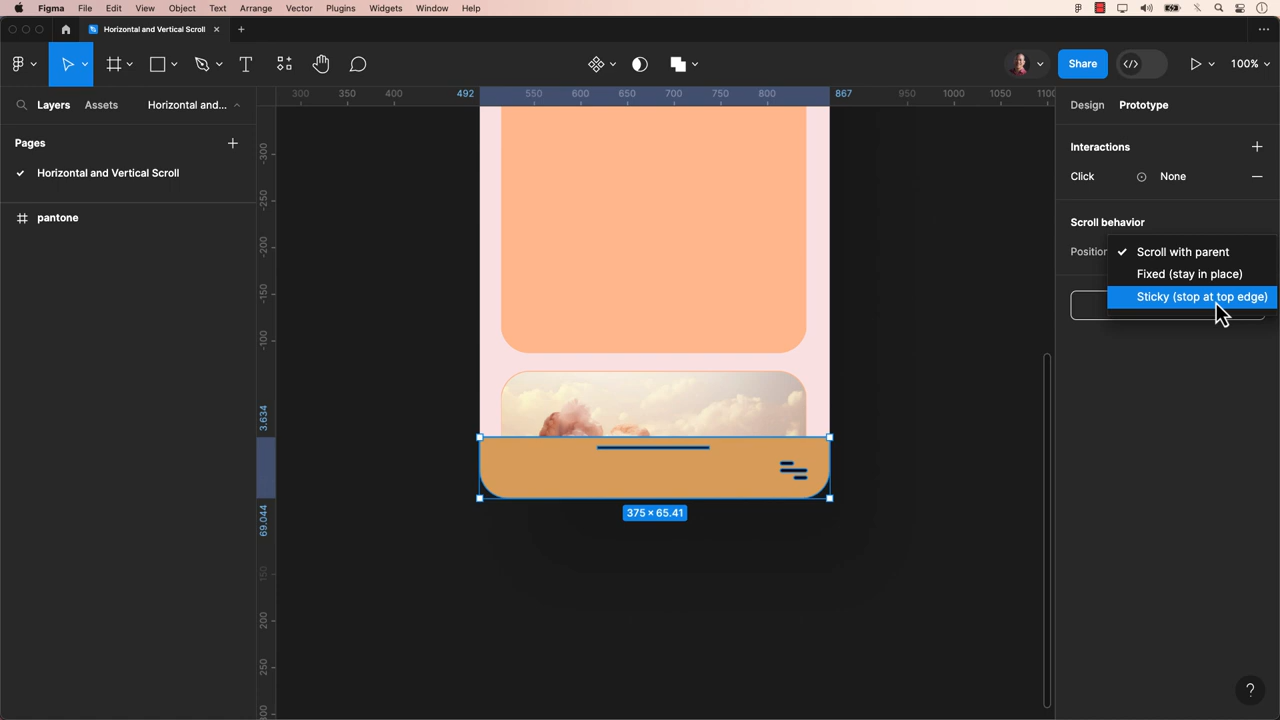 Figma File Edit View Object Text Arrange Vector Plugins Widgets Window Help
Horizontal and Vertical Scroll
Share
100%
Layers Assets Horizontal and...
300 350 400 492 550 600 650 700 750 800 867 950 1000 1050 1100
Design Prototype
Pages
Interactions
Horizontal and Vertical Scroll
Click None
pantone
Scroll behavior
Position
Scroll with parent
Fixed (stay in place)
Sticky (stop at top edge)
-300
-250
-200
-150
-100
3.634
69.044
150
200
250
300
375 × 65.41
?